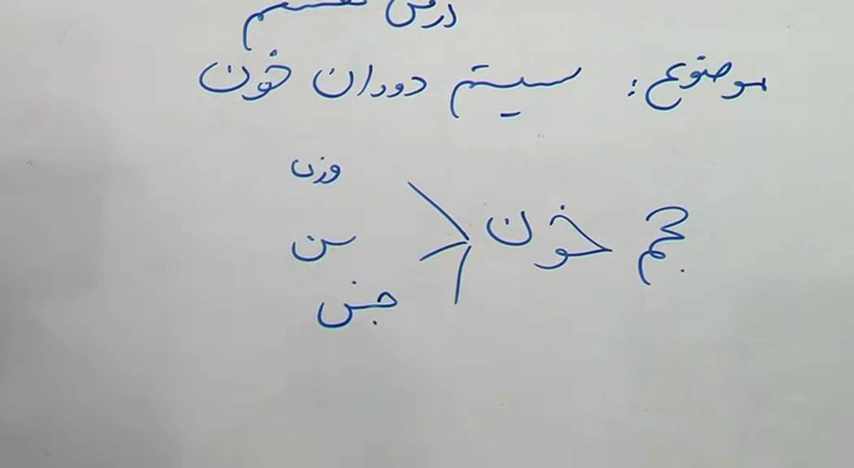 درس
موضوع: سیستم دوران خون
وزن
حجم خون
سن
جنس